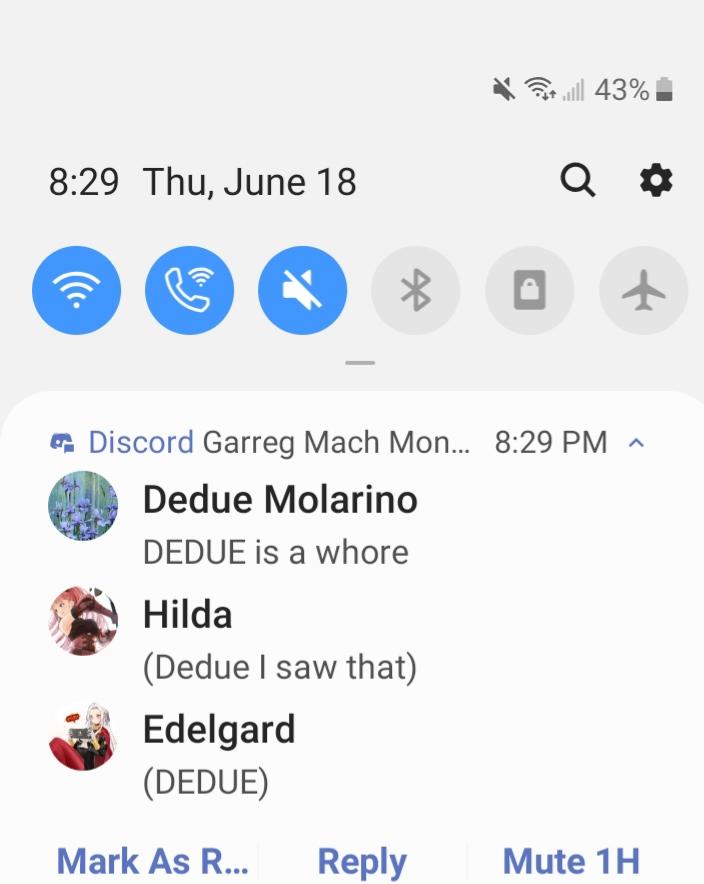 43%
8:29 Thu, June 18
Discord Garreg Mach Mon... 8:29 PM
Dedue Molarino
DEDUE is a whore
Hilda
(Dedue I saw that)
Edelgard
(DEDUE)
Mark As R... Reply Mute 1H